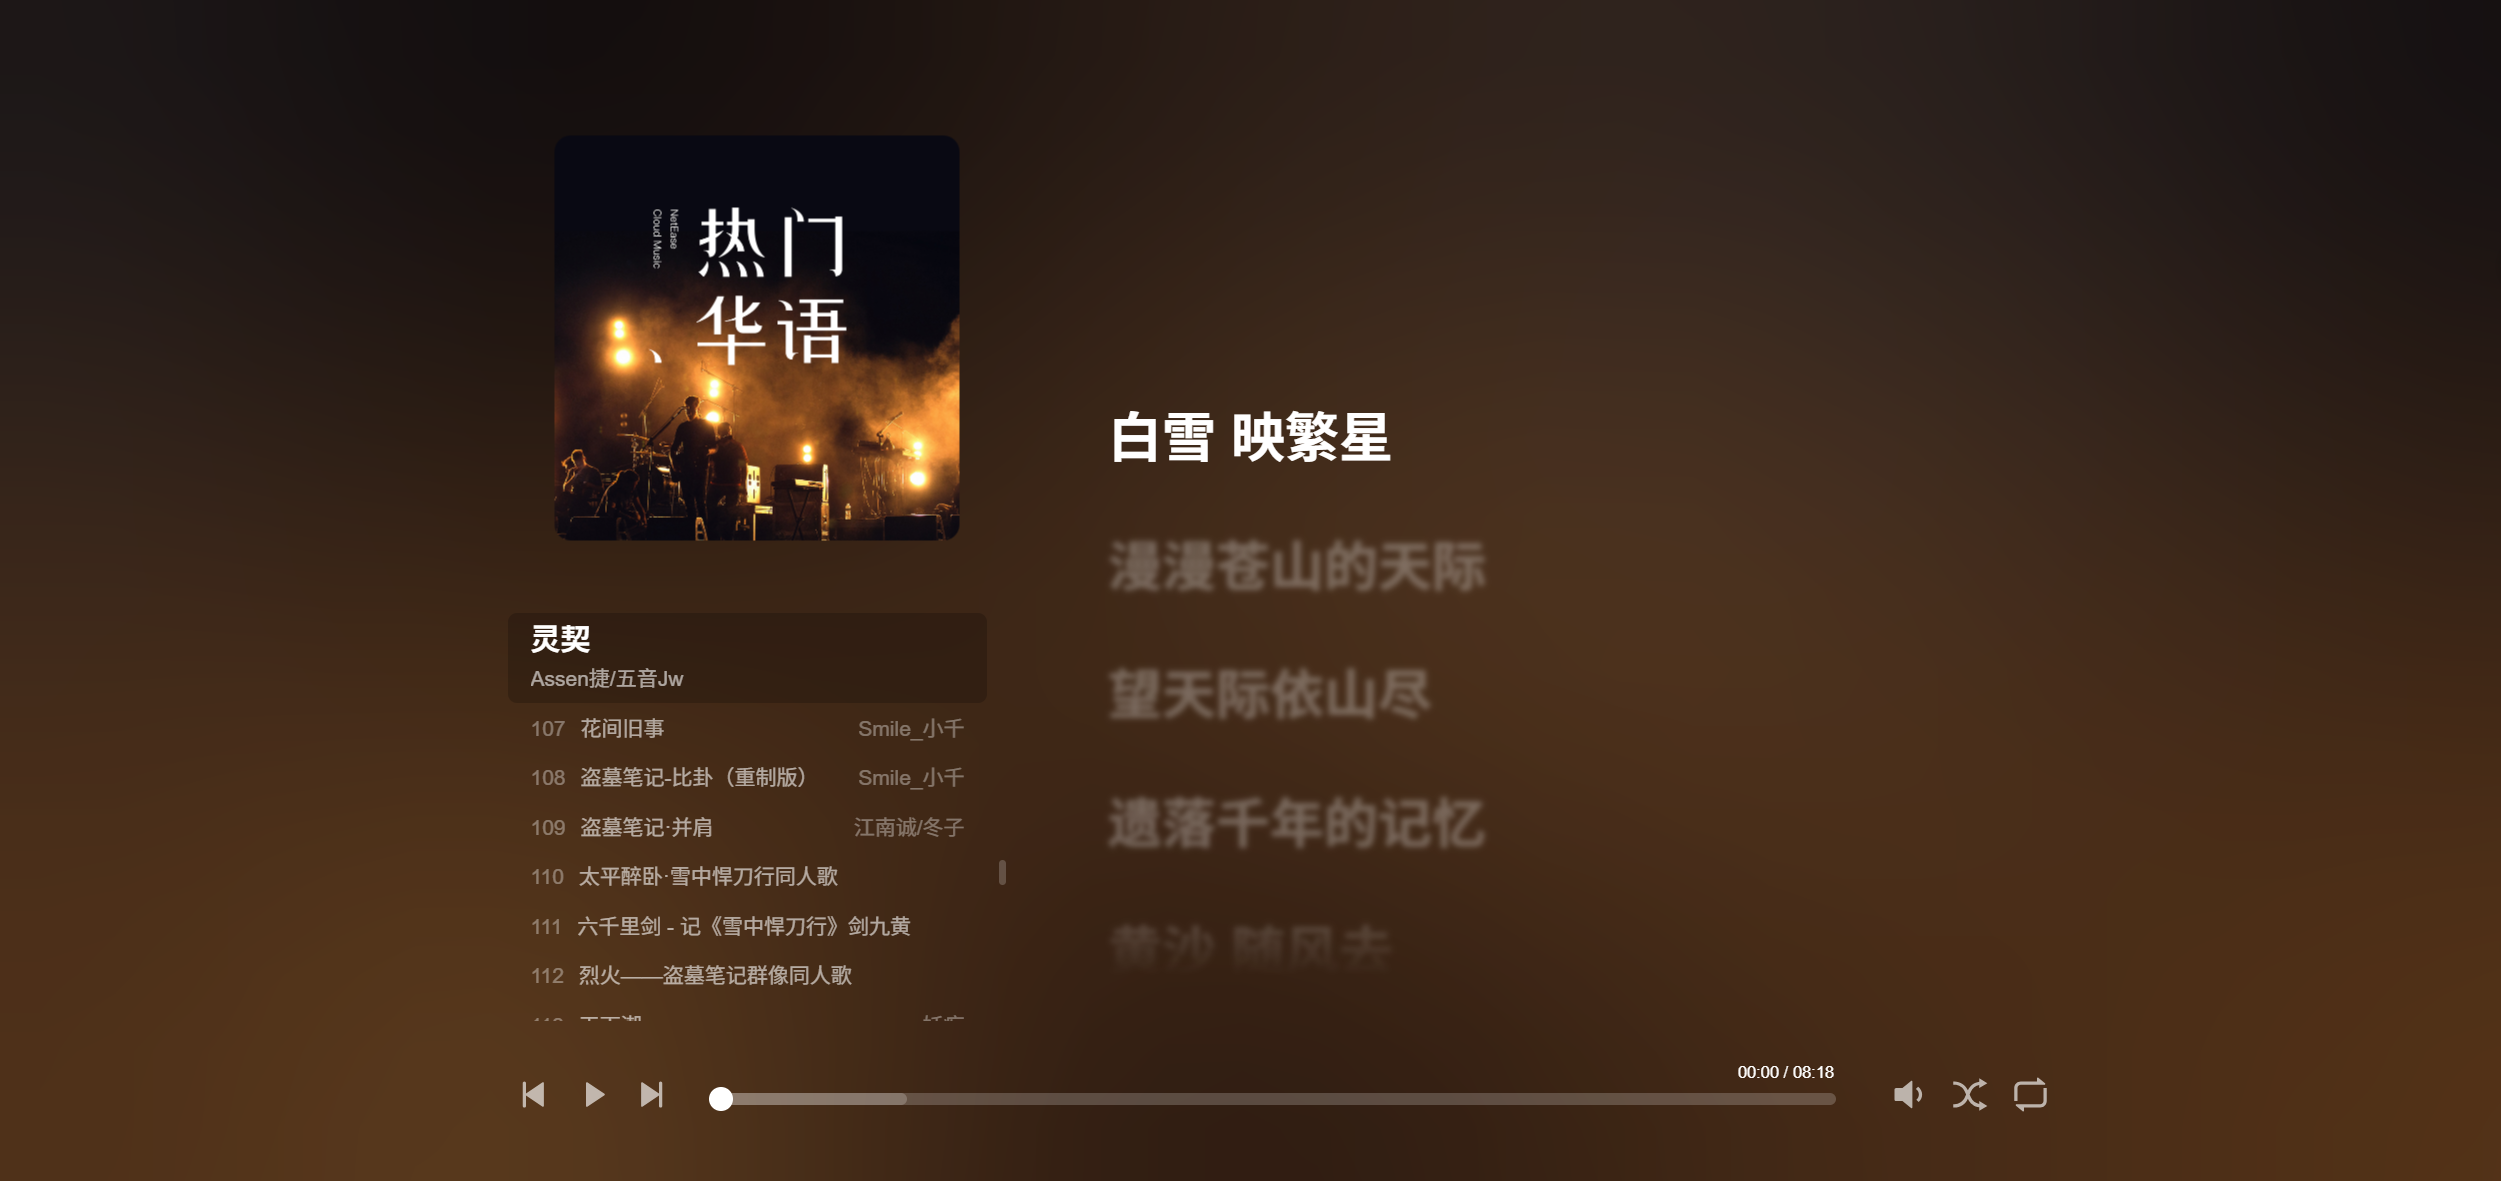 NetEase
Cloud Music
热门
华语、
灵契
Assen捷/五音Jw
107 花间旧事 Smile_小千
108 盗墓笔记-比卦（重制版） Smile_小千
109 盗墓笔记·并肩 江南诚/冬子
110 太平醉卧·雪中悍刀行同人歌
111 六千里剑 - 记《雪中悍刀行》剑九黄
112 烈火——盗墓笔记群像同人歌
白雪 映繁星
漫漫苍山的天际
望天际依山尽
遗落千年的记忆
黄沙 随风去
00:00 / 08:18